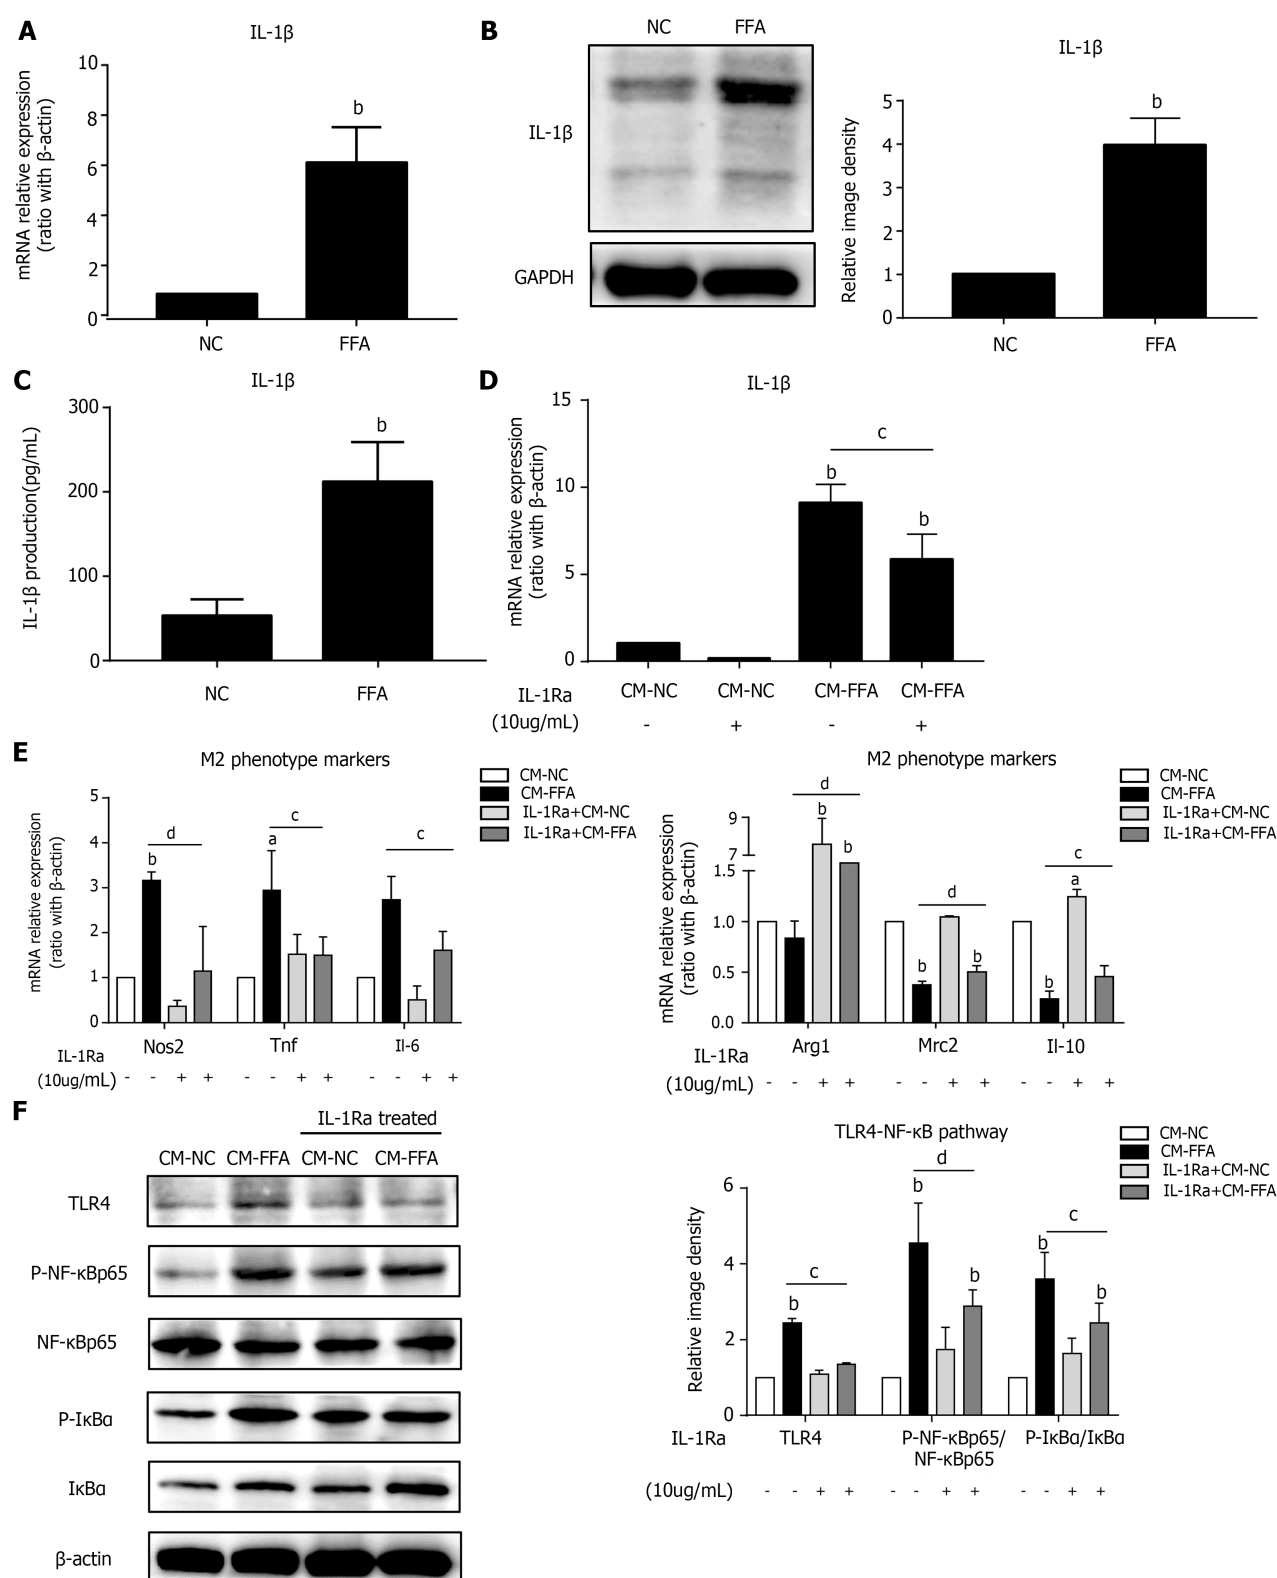 A
IL-1β
mRNA relative expression
(ratio with β-actin)
10
8
6
4
2
0
b
NC
FFA
B
NC
FFA
IL-1β
GAPDH
IL-1β
Relative image density
5
4
3
2
1
0
b
NC
FFA
C
IL-1β
IL-1β production(pg/mL)
300
200
100
0
b
NC
FFA
D
IL-1β
mRNA relative expression
(ratio with β-actin)
15
10
5
0
c
b
b
CM-NC CM-NC CM-FFA CM-FFA
IL-1Ra
(10ug/mL) - + - +
E
M2 phenotype markers
CM-NC
CM-FFA
IL-1Ra+CM-NC
IL-1Ra+CM-FFA
mRNA relative expression
(ratio with β-actin)
5
4
3
2
1
0
d
b
c
a
c
Nos2 Tnf Il-6
IL-1Ra
(10ug/mL) - - + + - - + + - - + +
M2 phenotype markers
CM-NC
CM-FFA
IL-1Ra+CM-NC
IL-1Ra+CM-FFA
mRNA relative expression
(ratio with β-actin)
9
7
1.5
1.0
0.5
0.0
d
b
b
d
b
b
c
a
b
Arg1 Mrc2 Il-10
IL-1Ra
(10ug/mL) - - + + - - + + - - + +
F
IL-1Ra treated
CM-NC CM-FFA CM-NC CM-FFA
TLR4
P-NF-κBp65
NF-κBp65
P-IκBɑ
IκBɑ
β-actin
TLR4-NF-κB pathway
CM-NC
CM-FFA
IL-1Ra+CM-NC
IL-1Ra+CM-FFA
Relative image density
6
4
2
0
c
b
d
b
b
c
b
b
IL-1Ra
TLR4
P-NF-κBp65/
NF-κBp65
P-IκBɑ/IκBɑ
(10ug/mL) - - + + - - + + - - + +